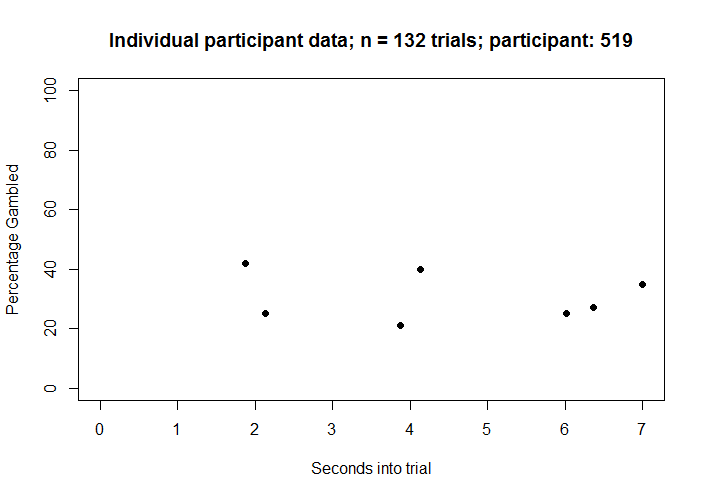 Individual participant data; n = 132 trials; participant: 519
Percentage Gambled
100
80
60
40
20
0
0 1 2 3 4 5 6 7
Seconds into trial